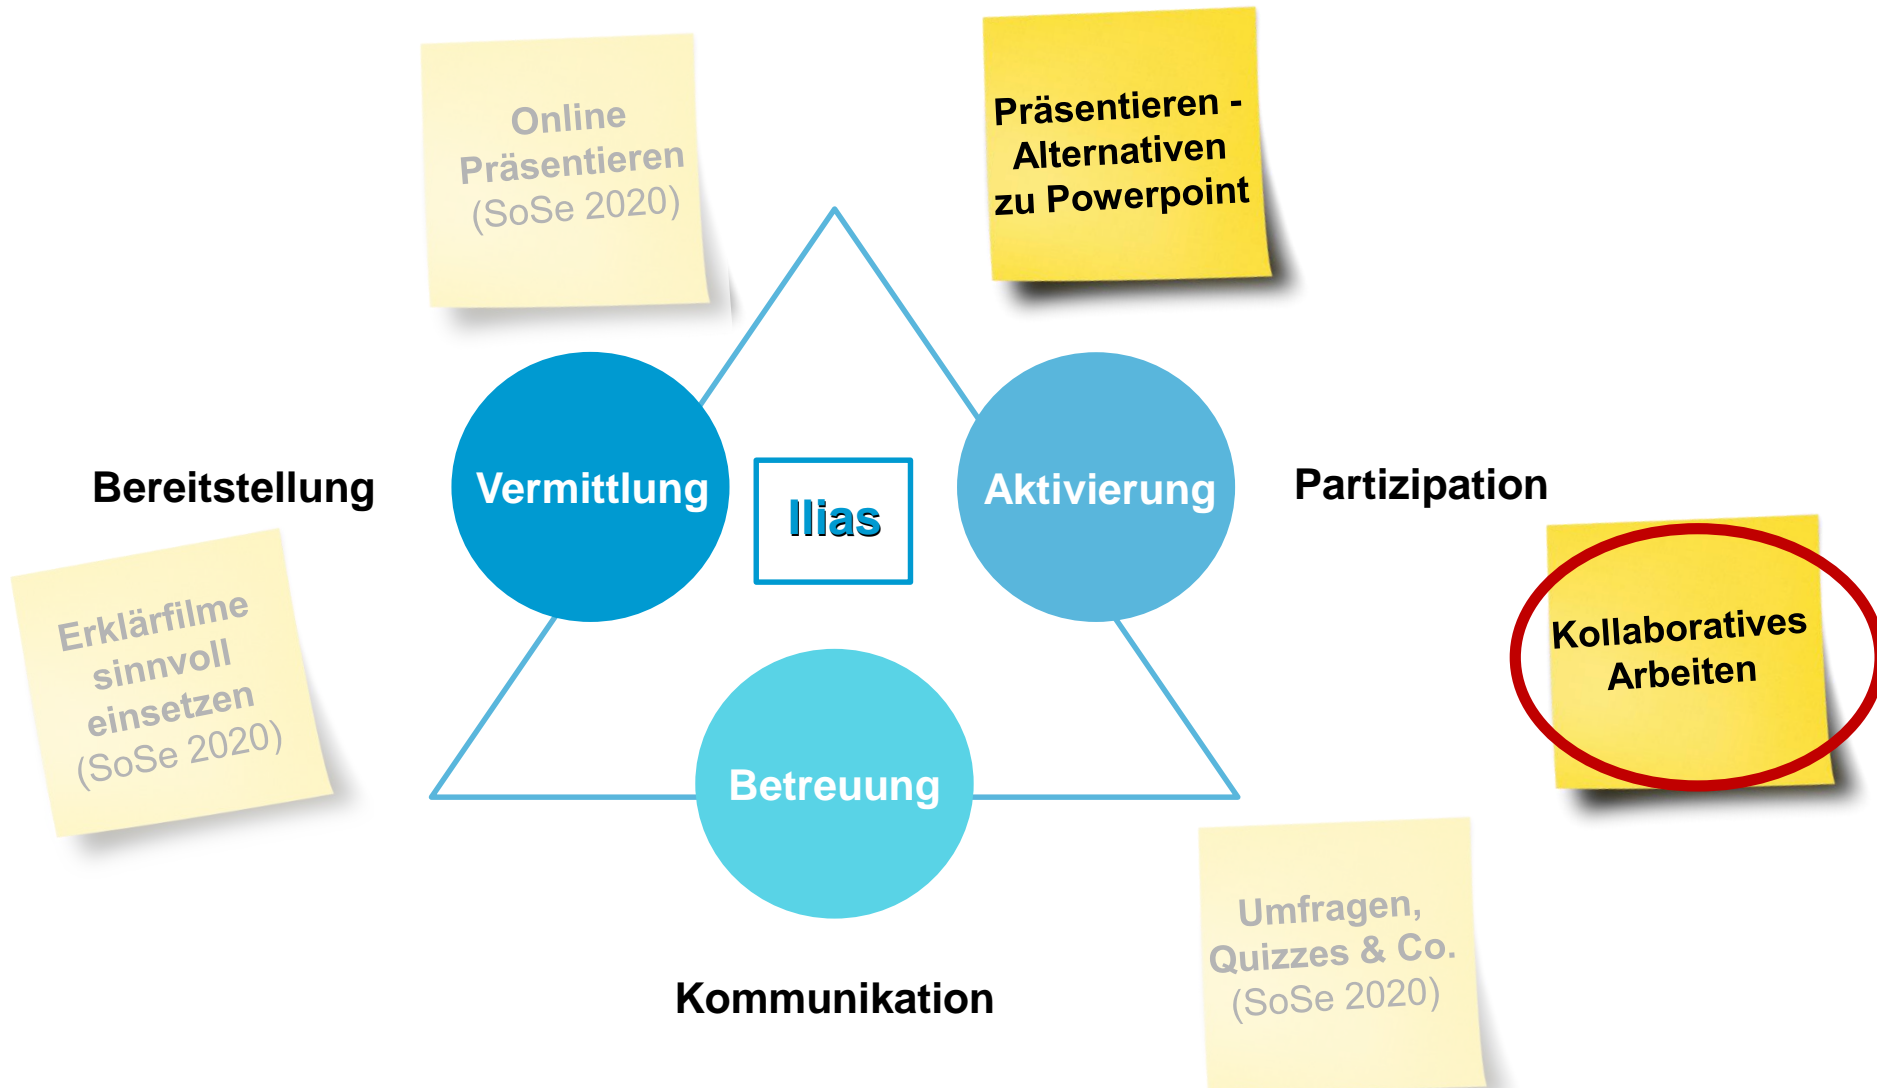 Online
Präsentieren
(SoSe 2020)
Präsentieren -
Alternativen
zu Powerpoint
Bereitstellung
Vermittlung
Ilias
Aktivierung
Partizipation
Erklärfilme
sinnvoll
einsetzen
(SoSe 2020)
Kollaboratives
Arbeiten
Betreuung
Umfragen,
Quizzes & Co.
(SoSe 2020)
Kommunikation